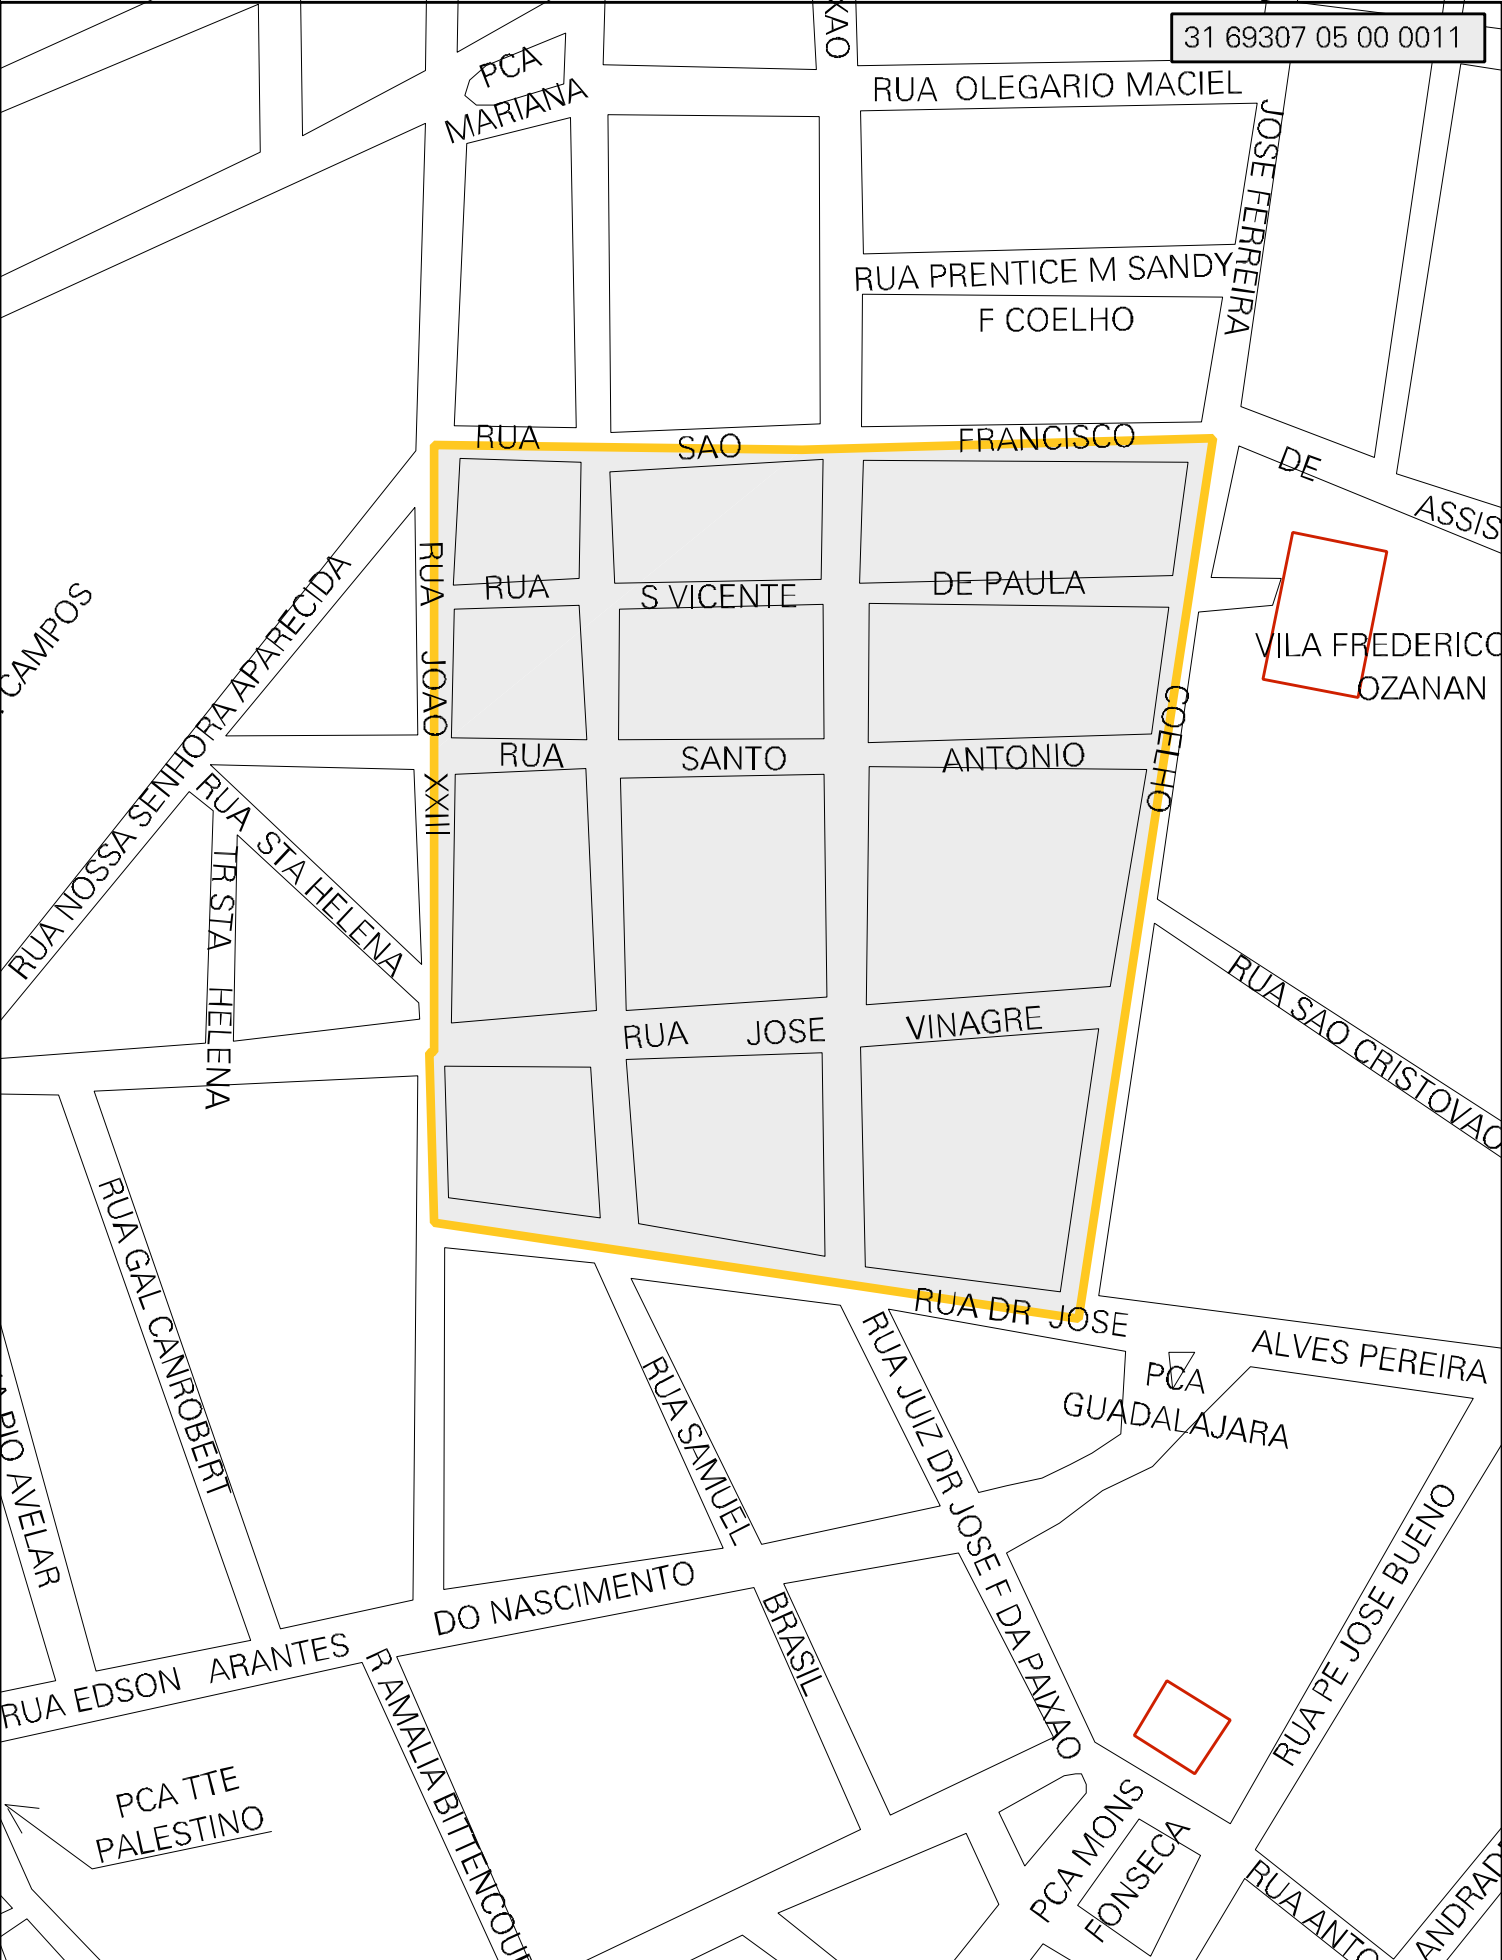 XAO
31 69307 05 00 0011
PCA
MARIANA
RUA OLEGARIO MACIEL
JOSE FERREIRA
RUA PRENTICE M SANDY
F COELHO
RUA SAO FRANCISCO
DE ASSIS
RUA JOAO XXIII
RUA S VICENTE DE PAULA
CAMPOS
RUA NOSSA SENHORA APARECIDA
VILA FREDERICO
OZANAN
COELHO
RUA SANTO ANTONIO
RUA STA HELENA
TR STA HELENA
RUA JOSE VINAGRE
RUA SAO CRISTOVAO
RUA GAL CANROBERT
RUA DR JOSE ALVES PEREIRA
PCA
GUADALAJARA
RUA SAMUEL BRASIL
RUA JUIZ DR JOSE F DA PAIXAO
PIO AVELAR
RUA EDSON ARANTES DO NASCIMENTO
RUA PE JOSE BUENO
R AMALIA BITTENCOU
PCA TTE
PALESTINO
PCA MONS
FONSECA
RUA ANTO
ANDRAD